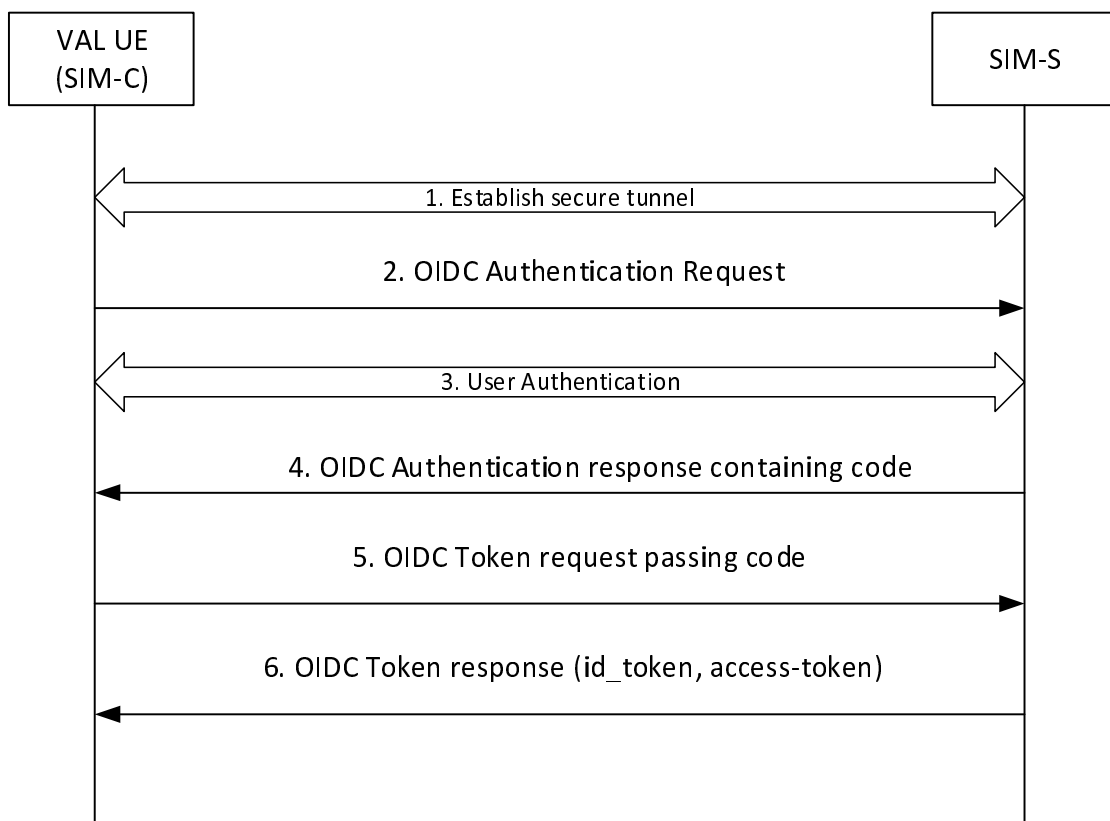 VAL UE
(SIM-C)
SIM-S
1. Establish secure tunnel
2. OIDC Authentication Request
3. User Authentication
4. OIDC Authentication response containing code
5. OIDC Token request passing code
6. OIDC Token response (id_token, access-token)